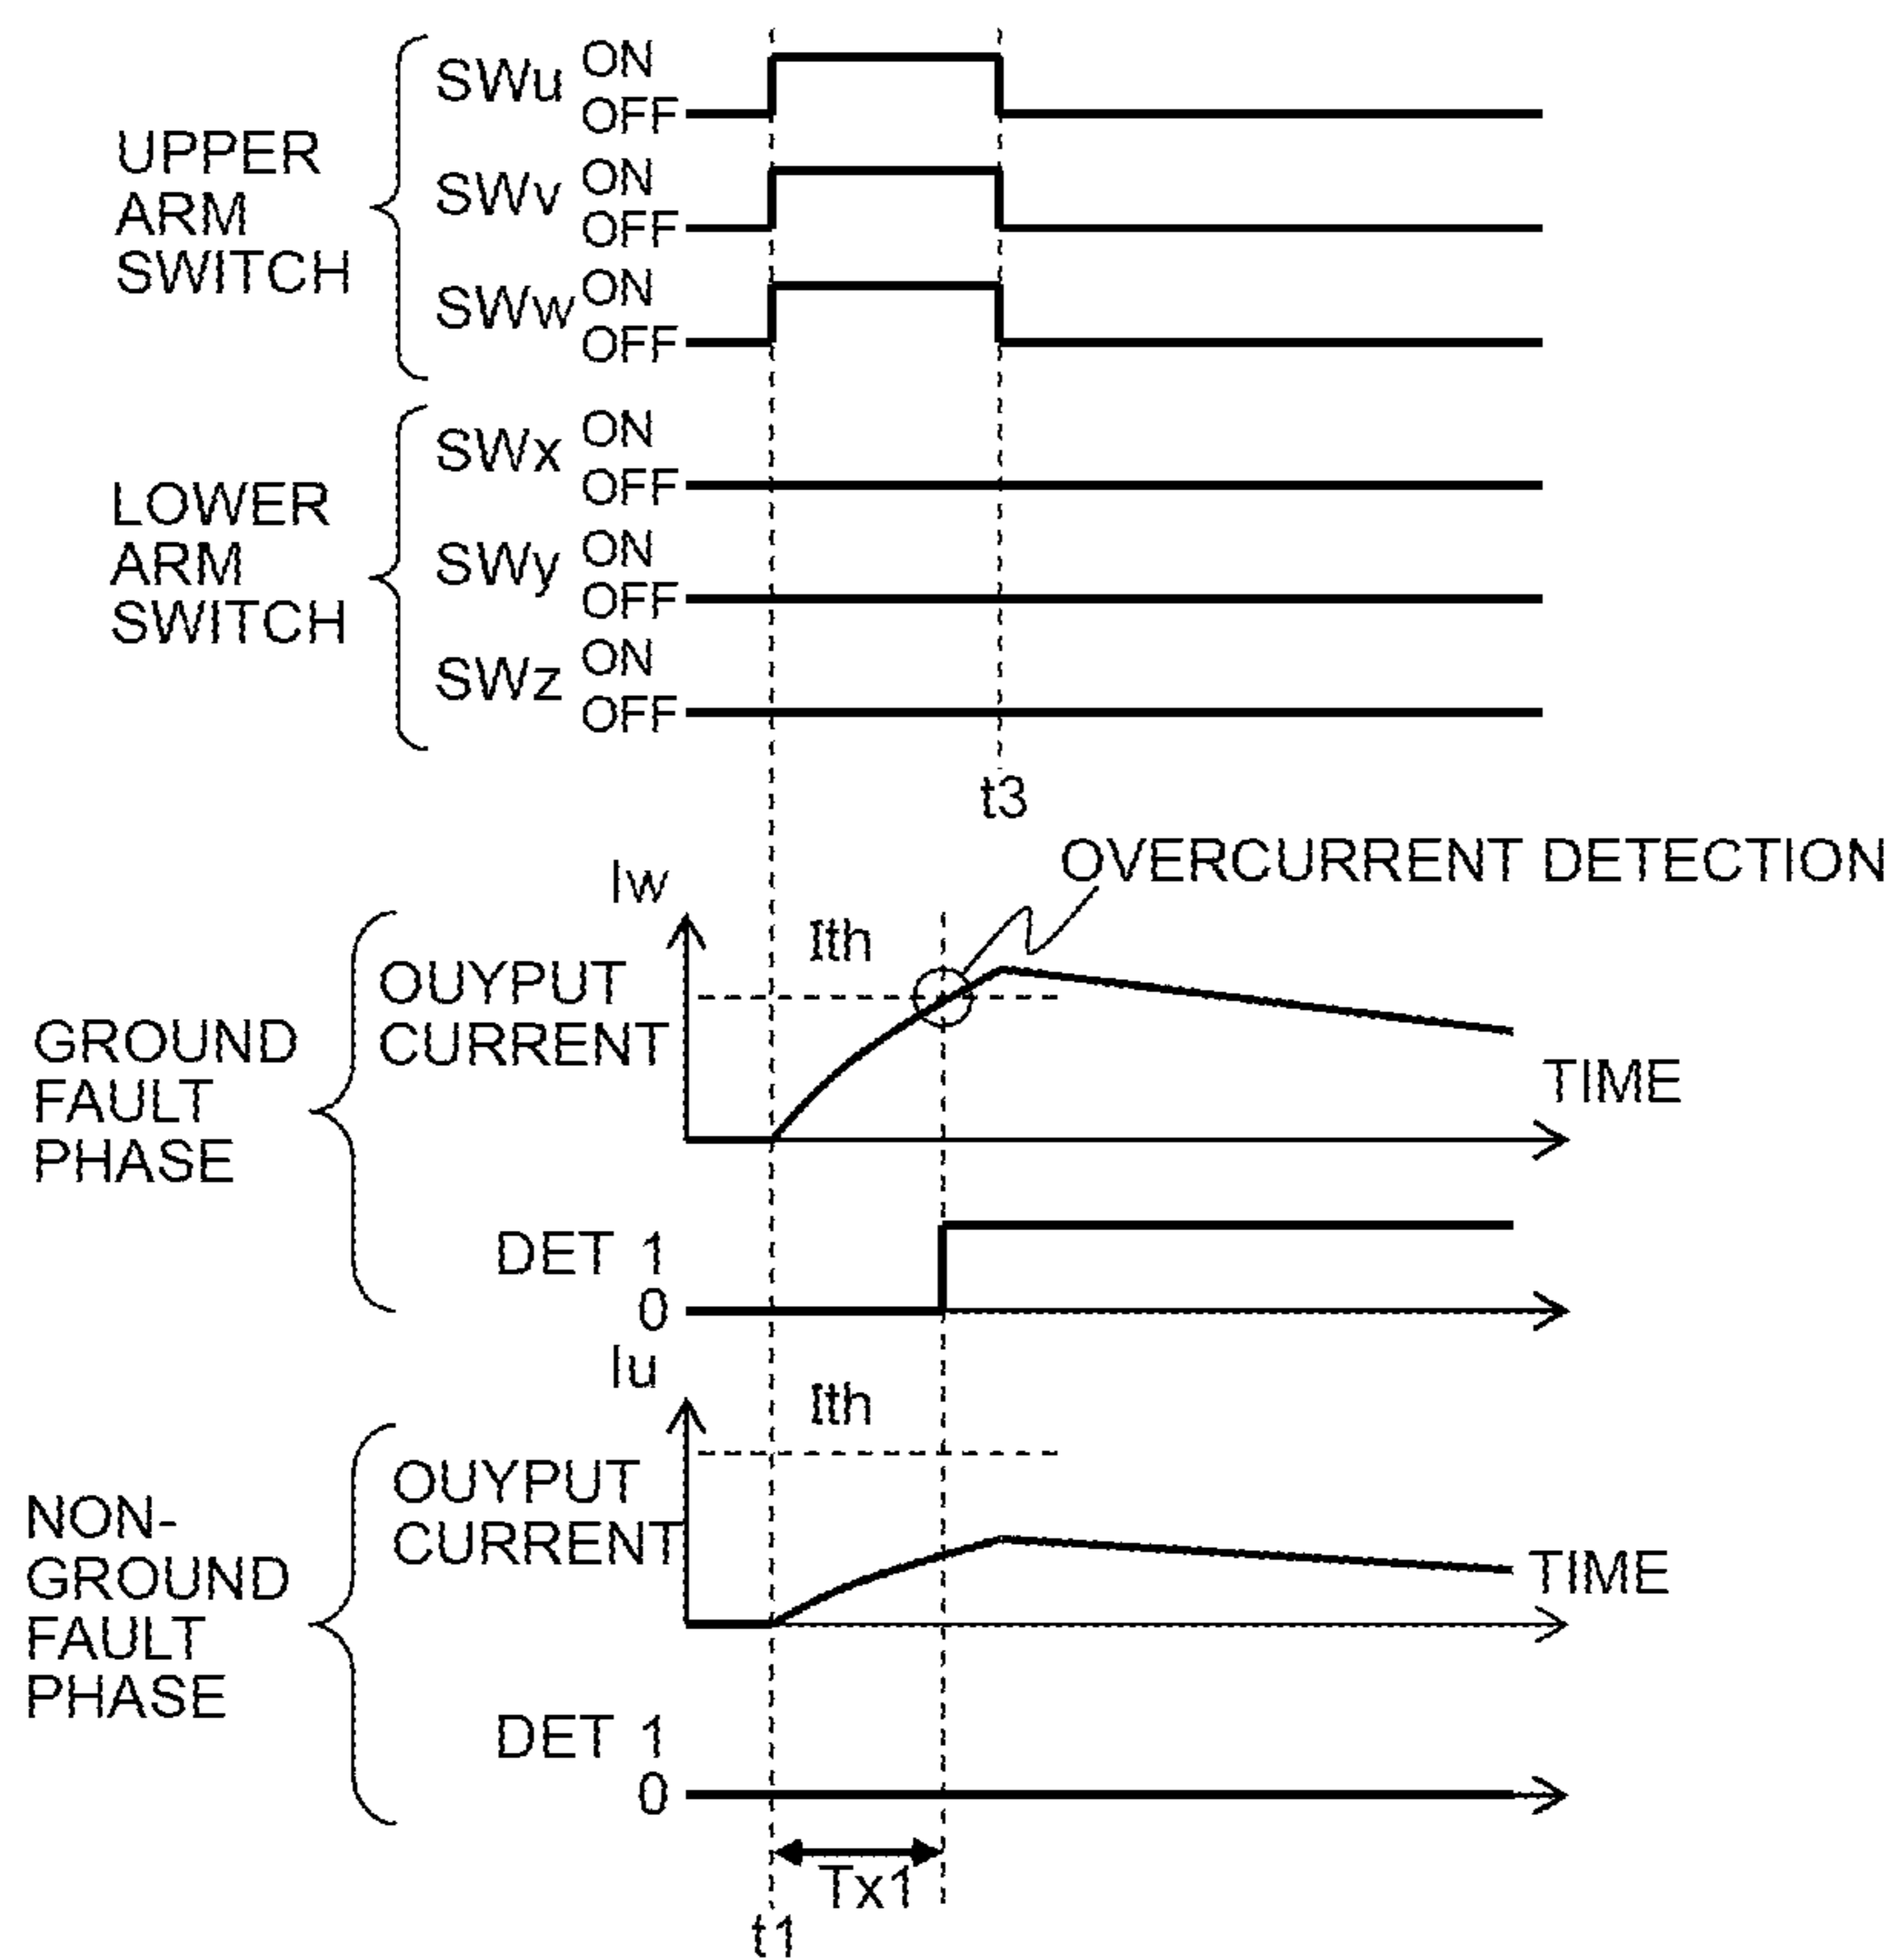 UPPER
ARM
SWITCH
SWu ON
OFF
SWv ON
OFF
SWw ON
OFF
LOWER
ARM
SWITCH
SWx ON
OFF
SWy ON
OFF
SWz ON
OFF
t3
OVERCURRENT DETECTION
Iw
Ith
OUYPUT
CURRENT
GROUND
FAULT
PHASE
TIME
DET 1
0
Iu
Ith
OUYPUT
CURRENT
NON-
GROUND
FAULT
PHASE
TIME
DET 1
0
Tx1
t1